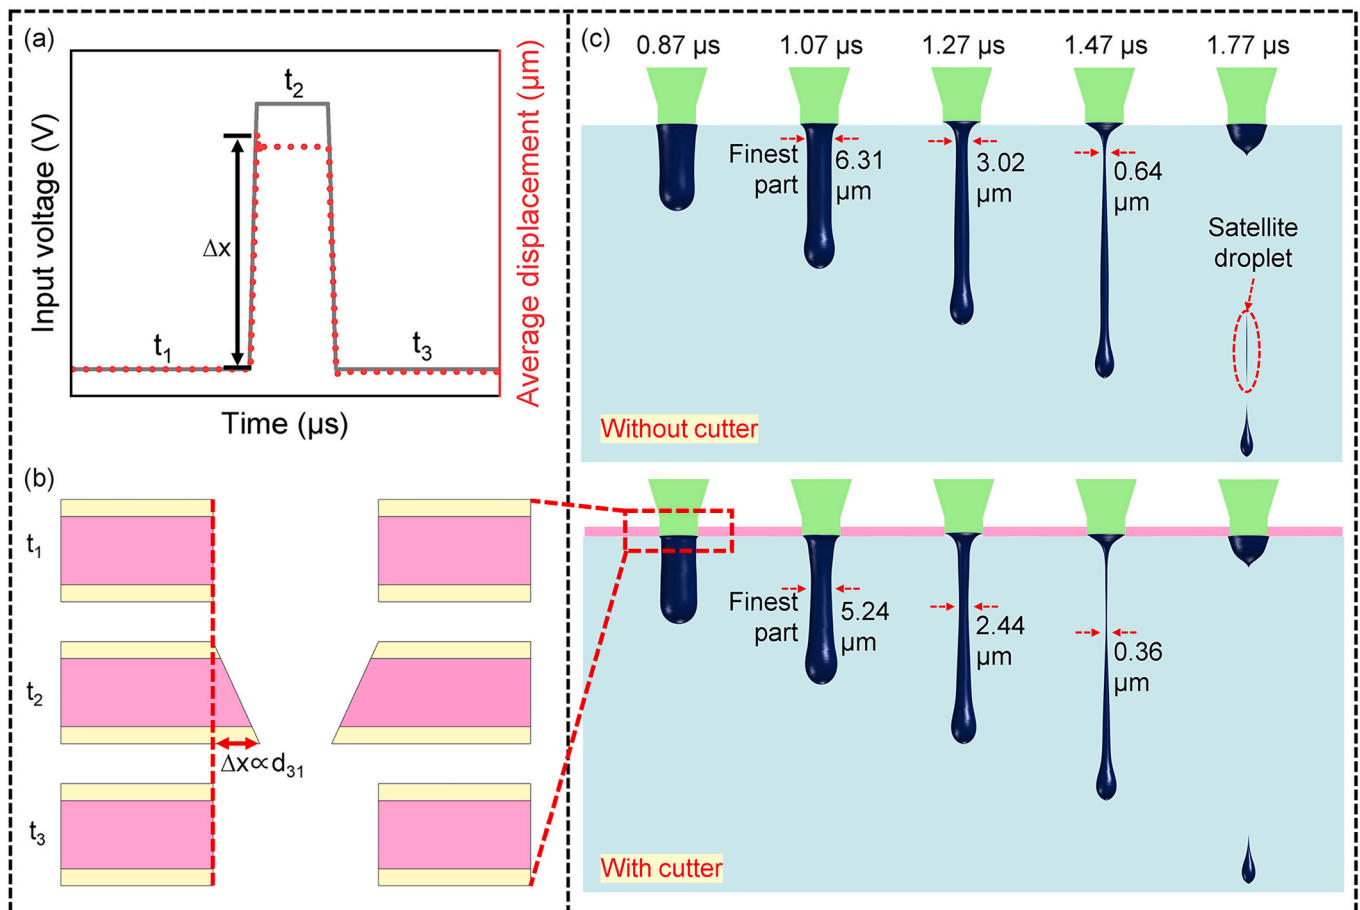 (a)
Input voltage (V)
Average displacement (μm)
t2
Δx
t1
t3
Time (μs)
(b)
t1
t2
Δx∝d31
t3
(c)
0.87 μs
1.07 μs
1.27 μs
1.47 μs
1.77 μs
Finest
part
6.31
μm
3.02
μm
0.64
μm
Satellite
droplet
Without cutter
Finest
part
5.24
μm
2.44
μm
0.36
μm
With cutter